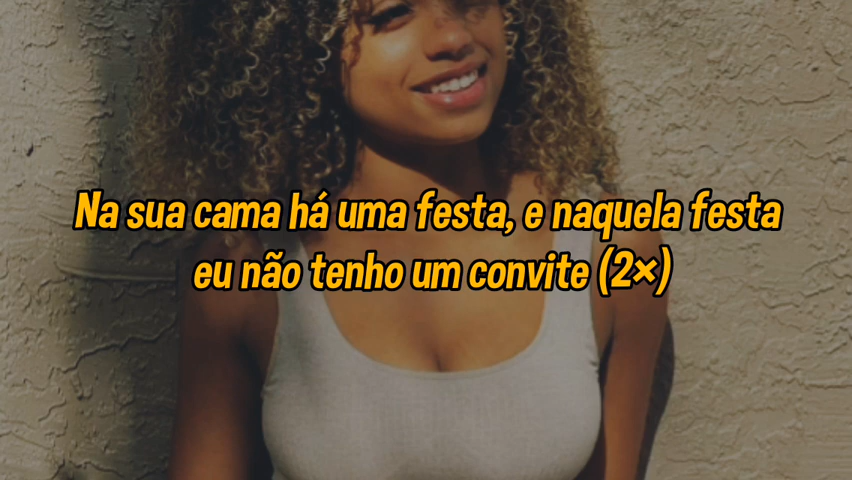 Na sua cama há uma festa, e naquela festa
eu não tenho um convite (2×)